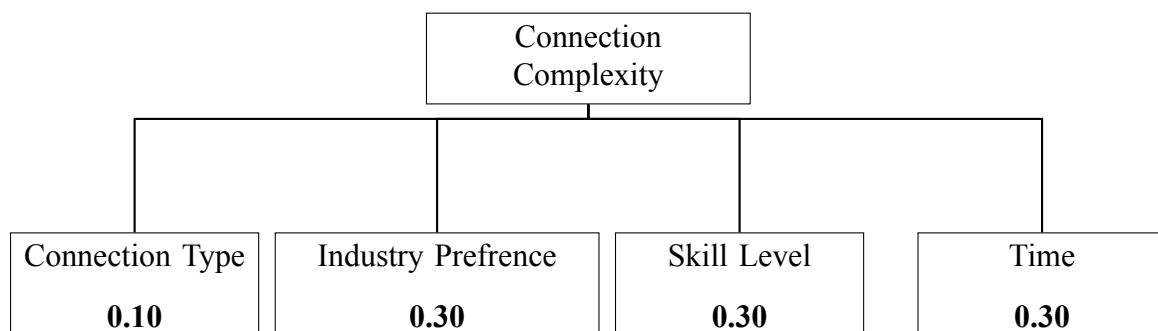 Connection
Complexity
Connection Type
0.10
Industry Prefrence
0.30
Skill Level
0.30
Time
0.30